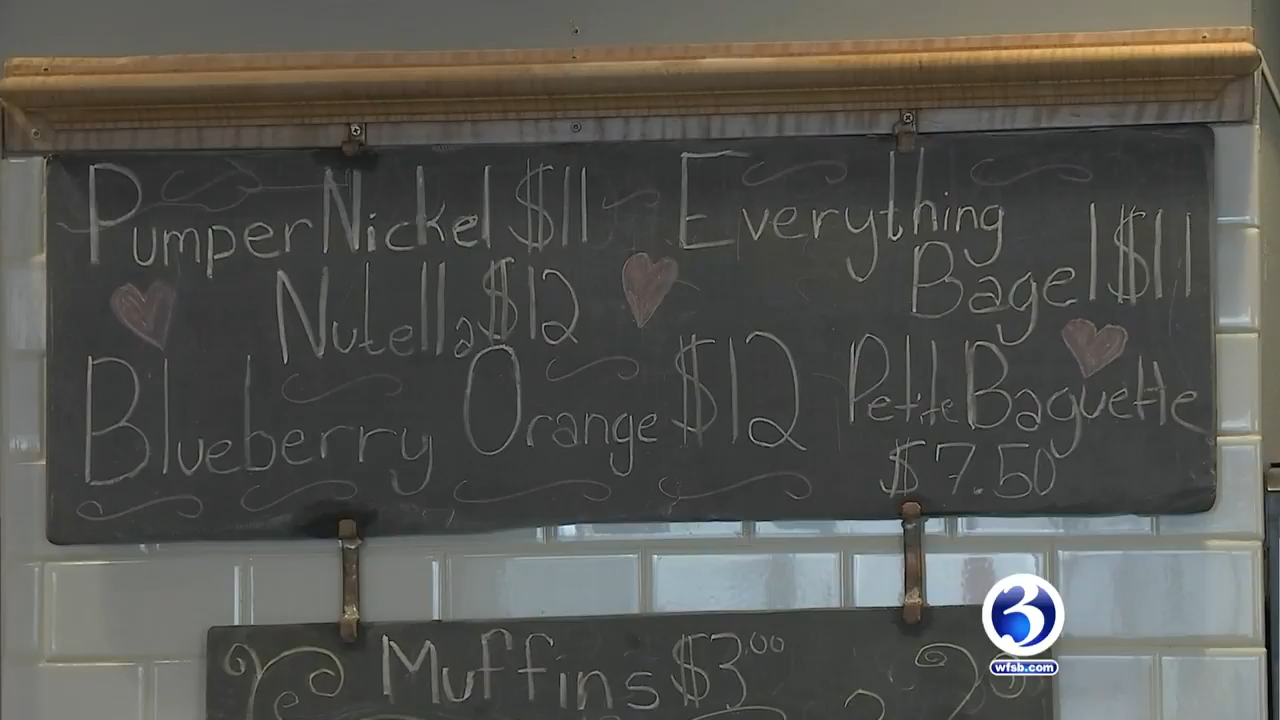 PumperNickel $11
Everything
Bagel $11
Nutella $12
Blueberry Orange $12
Petite Baguette
$7.50
Muffins $3.00
3
wfsb.com